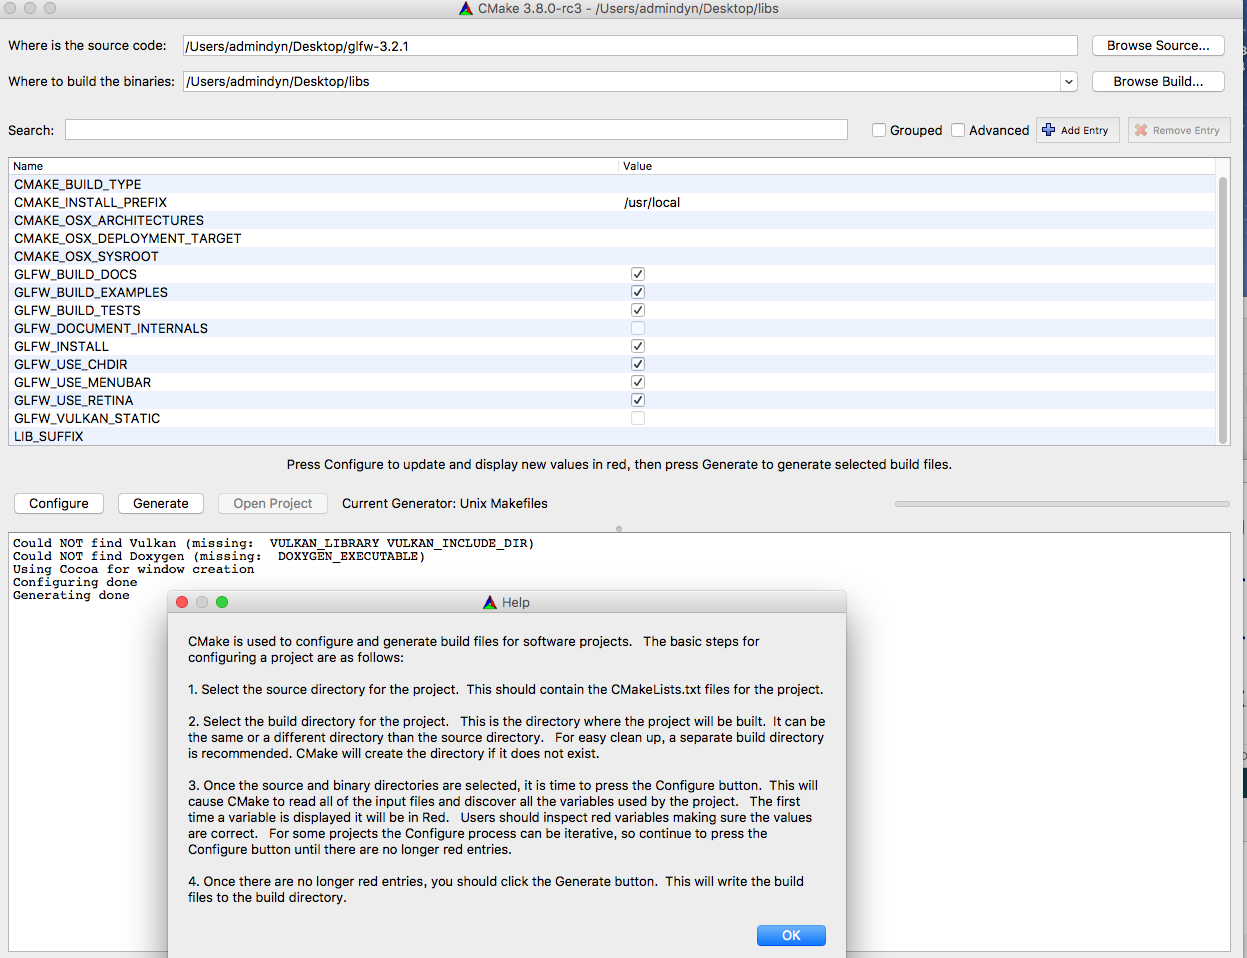 CMake 3.8.0-rc3 - /Users/admindyn/Desktop/libs
Where is the source code: /Users/admindyn/Desktop/glfw-3.2.1 Browse Source...
Where to build the binaries: /Users/admindyn/Desktop/libs Browse Build...
Search: Grouped Advanced Add Entry Remove Entry
Name Value
CMAKE_BUILD_TYPE
CMAKE_INSTALL_PREFIX /usr/local
CMAKE_OSX_ARCHITECTURES
CMAKE_OSX_DEPLOYMENT_TARGET
CMAKE_OSX_SYSROOT
GLFW_BUILD_DOCS
GLFW_BUILD_EXAMPLES
GLFW_BUILD_TESTS
GLFW_DOCUMENT_INTERNALS
GLFW_INSTALL
GLFW_USE_CHDIR
GLFW_USE_MENUBAR
GLFW_USE_RETINA
GLFW_VULKAN_STATIC
LIB_SUFFIX
Press Configure to update and display new values in red, then press Generate to generate selected build files.
Configure Generate Open Project Current Generator: Unix Makefiles
Could NOT find Vulkan (missing: VULKAN_LIBRARY VULKAN_INCLUDE_DIR)
Could NOT find Doxygen (missing: DOXYGEN_EXECUTABLE)
Using Cocoa for window creation
Configuring done
Generating done
Help
CMake is used to configure and generate build files for software projects. The basic steps for
configuring a project are as follows:
1. Select the source directory for the project. This should contain the CMakeLists.txt files for the project.
2. Select the build directory for the project. This is the directory where the project will be built. It can be
the same or a different directory than the source directory. For easy clean up, a separate build directory
is recommended. CMake will create the directory if it does not exist.
3. Once the source and binary directories are selected, it is time to press the Configure button. This will
cause CMake to read all of the input files and discover all the variables used by the project. The first
time a variable is displayed it will be in Red. Users should inspect red variables making sure the values
are correct. For some projects the Configure process can be iterative, so continue to press the
Configure button until there are no longer red entries.
4. Once there are no longer red entries, you should click the Generate button. This will write the build
files to the build directory.
OK